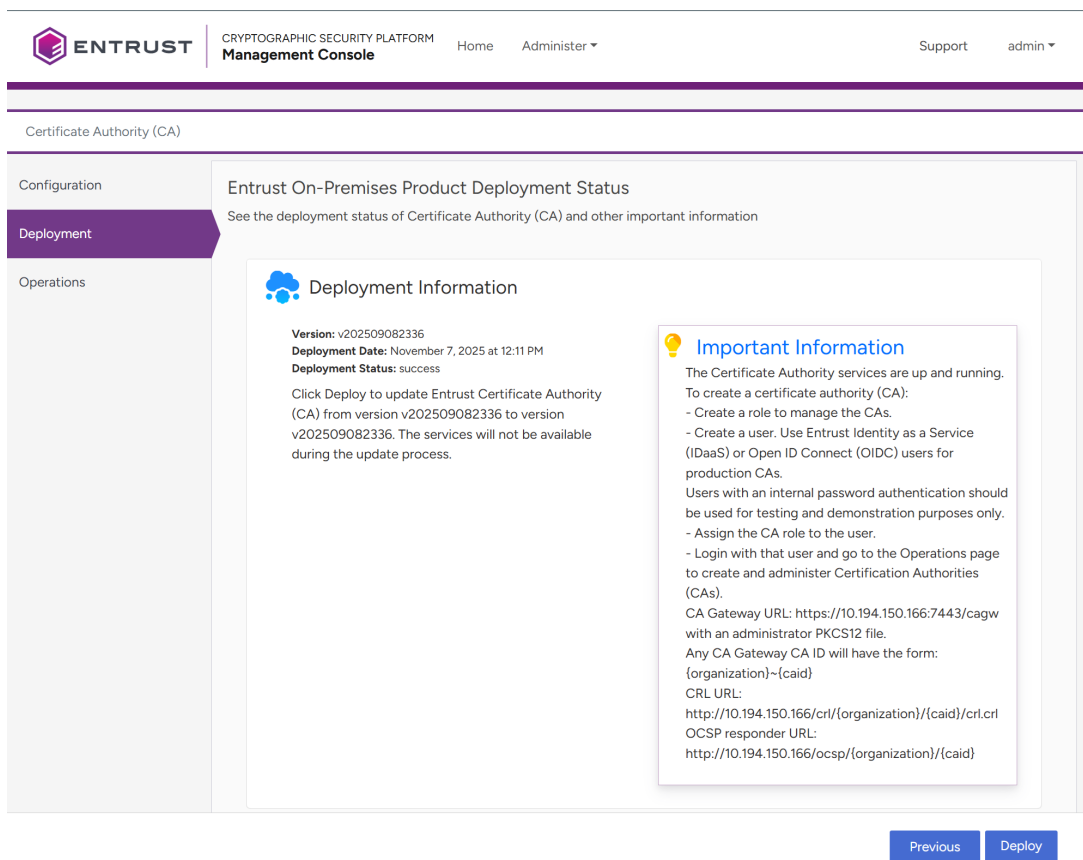 ENTRUST
CRYPTOGRAPHIC SECURITY PLATFORM
Management Console
Home
Administer
Support
admin
Certificate Authority (CA)
Configuration
Deployment
Operations
Entrust On-Premises Product Deployment Status
See the deployment status of Certificate Authority (CA) and other important information
Deployment Information
Version: v202509082336
Deployment Date: November 7, 2025 at 12:11 PM
Deployment Status: success
Click Deploy to update Entrust Certificate Authority
(CA) from version v202509082336 to version
v202509082336. The services will not be available
during the update process.
Important Information
The Certificate Authority services are up and running.
To create a certificate authority (CA):
- Create a role to manage the CAs.
- Create a user. Use Entrust Identity as a Service
(IDaaS) or Open ID Connect (OIDC) users for
production CAs.
Users with an internal password authentication should
be used for testing and demonstration purposes only.
- Assign the CA role to the user.
- Login with that user and go to the Operations page
to create and administer Certification Authorities
(CAs).
CA Gateway URL: https://10.194.150.166:7443/cagw
with an administrator PKCS12 file.
Any CA Gateway CA ID will have the form:
{organization}~{caid}
CRL URL:
http://10.194.150.166/crl/{organization}/{caid}/crl.crl
OCSP responder URL:
http://10.194.150.166/ocsp/{organization}/{caid}
Previous
Deploy